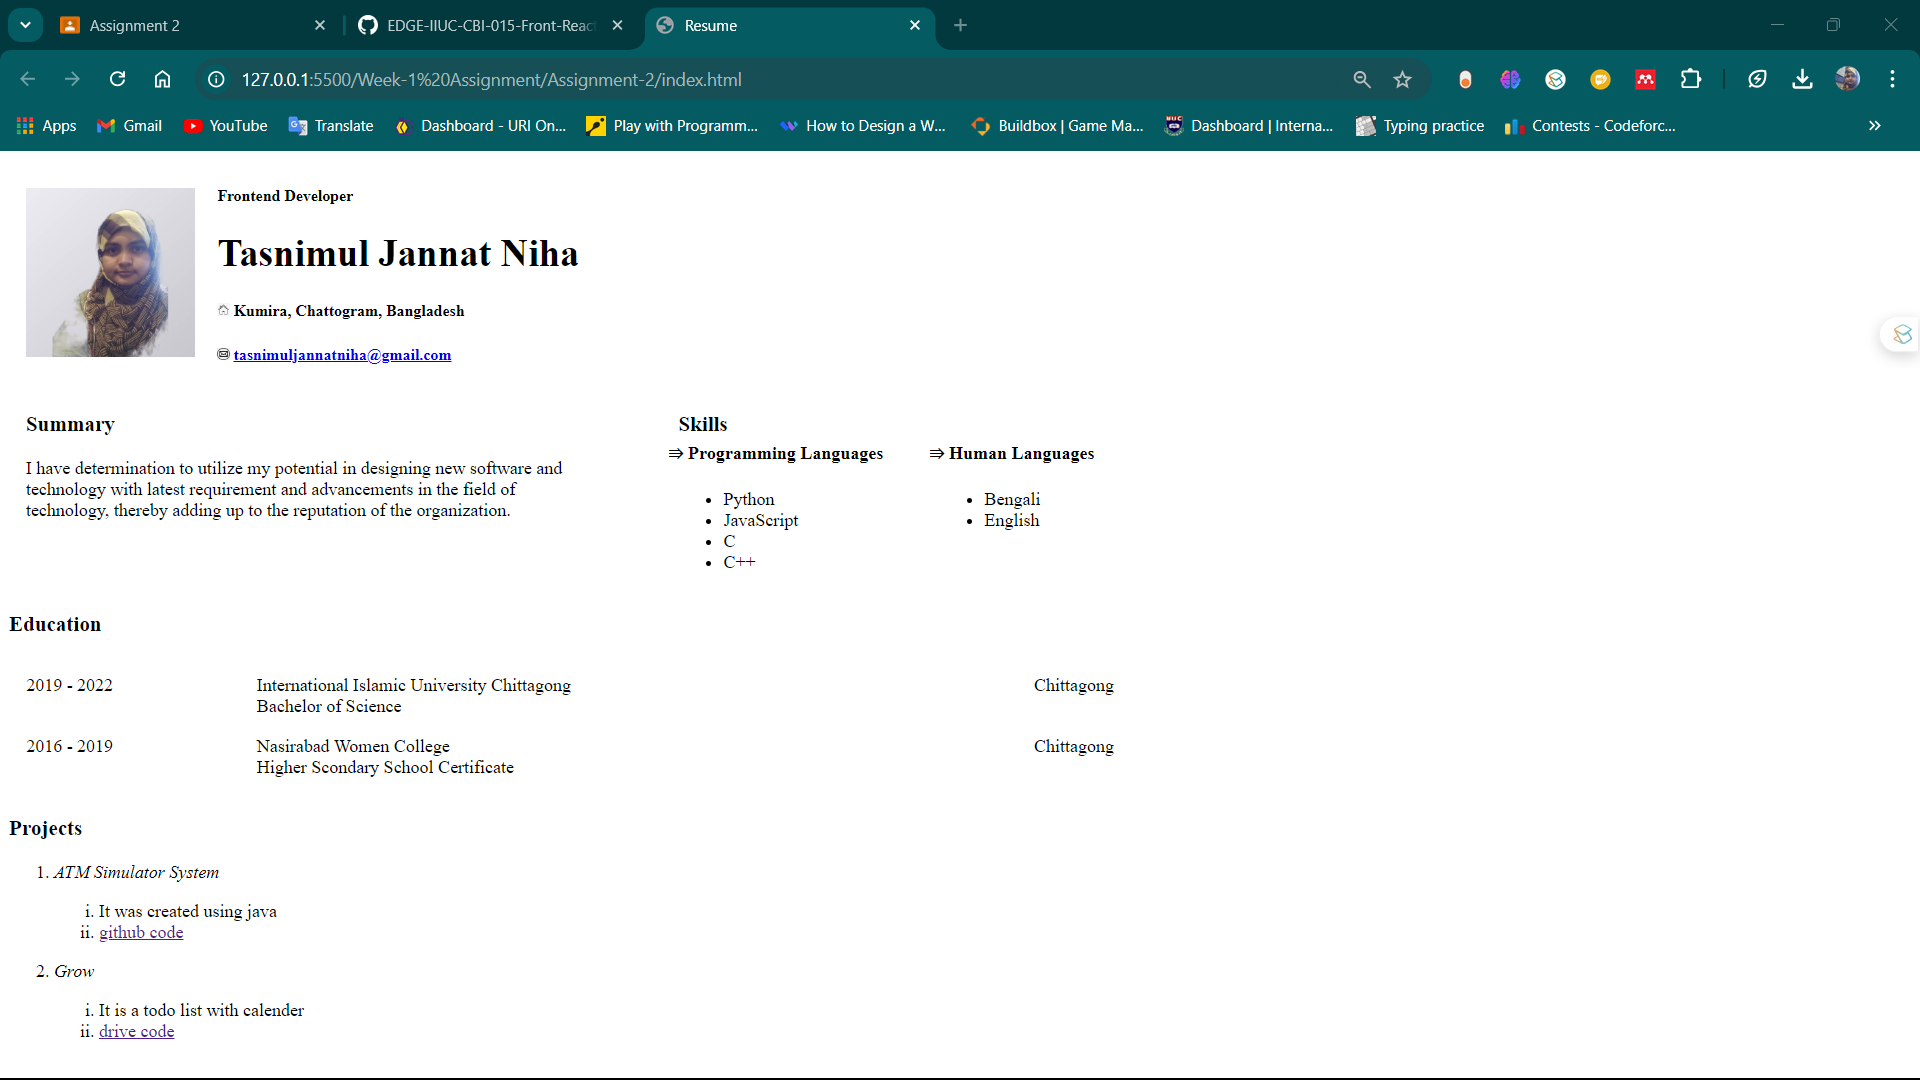 Assignment 2
EDGE-IIUC-CBI-015-Front-Reac
Resume
127.0.0.1:5500/Week-1%20Assignment/Assignment-2/index.html
Apps
Gmail
YouTube
Translate
Dashboard - URI On...
Play with Programm...
How to Design a W...
Buildbox | Game Ma...
Dashboard | Interna...
Typing practice
Contests - Codeforc...
Frontend Developer
Tasnimul Jannat Niha
Kumira, Chattogram, Bangladesh
tasnimuljannatniha@gmail.com
Summary
I have determination to utilize my potential in designing new software and
technology with latest requirement and advancements in the field of
technology, thereby adding up to the reputation of the organization.
Skills
⇛ Programming Languages
• Python
• JavaScript
• C
• C++
⇛ Human Languages
• Bengali
• English
Education
2019 - 2022 International Islamic University Chittagong Chittagong
Bachelor of Science
2016 - 2019 Nasirabad Women College Chittagong
Higher Scondary School Certificate
Projects
1. ATM Simulator System
i. It was created using java
ii. github code
2. Grow
i. It is a todo list with calender
ii. drive code